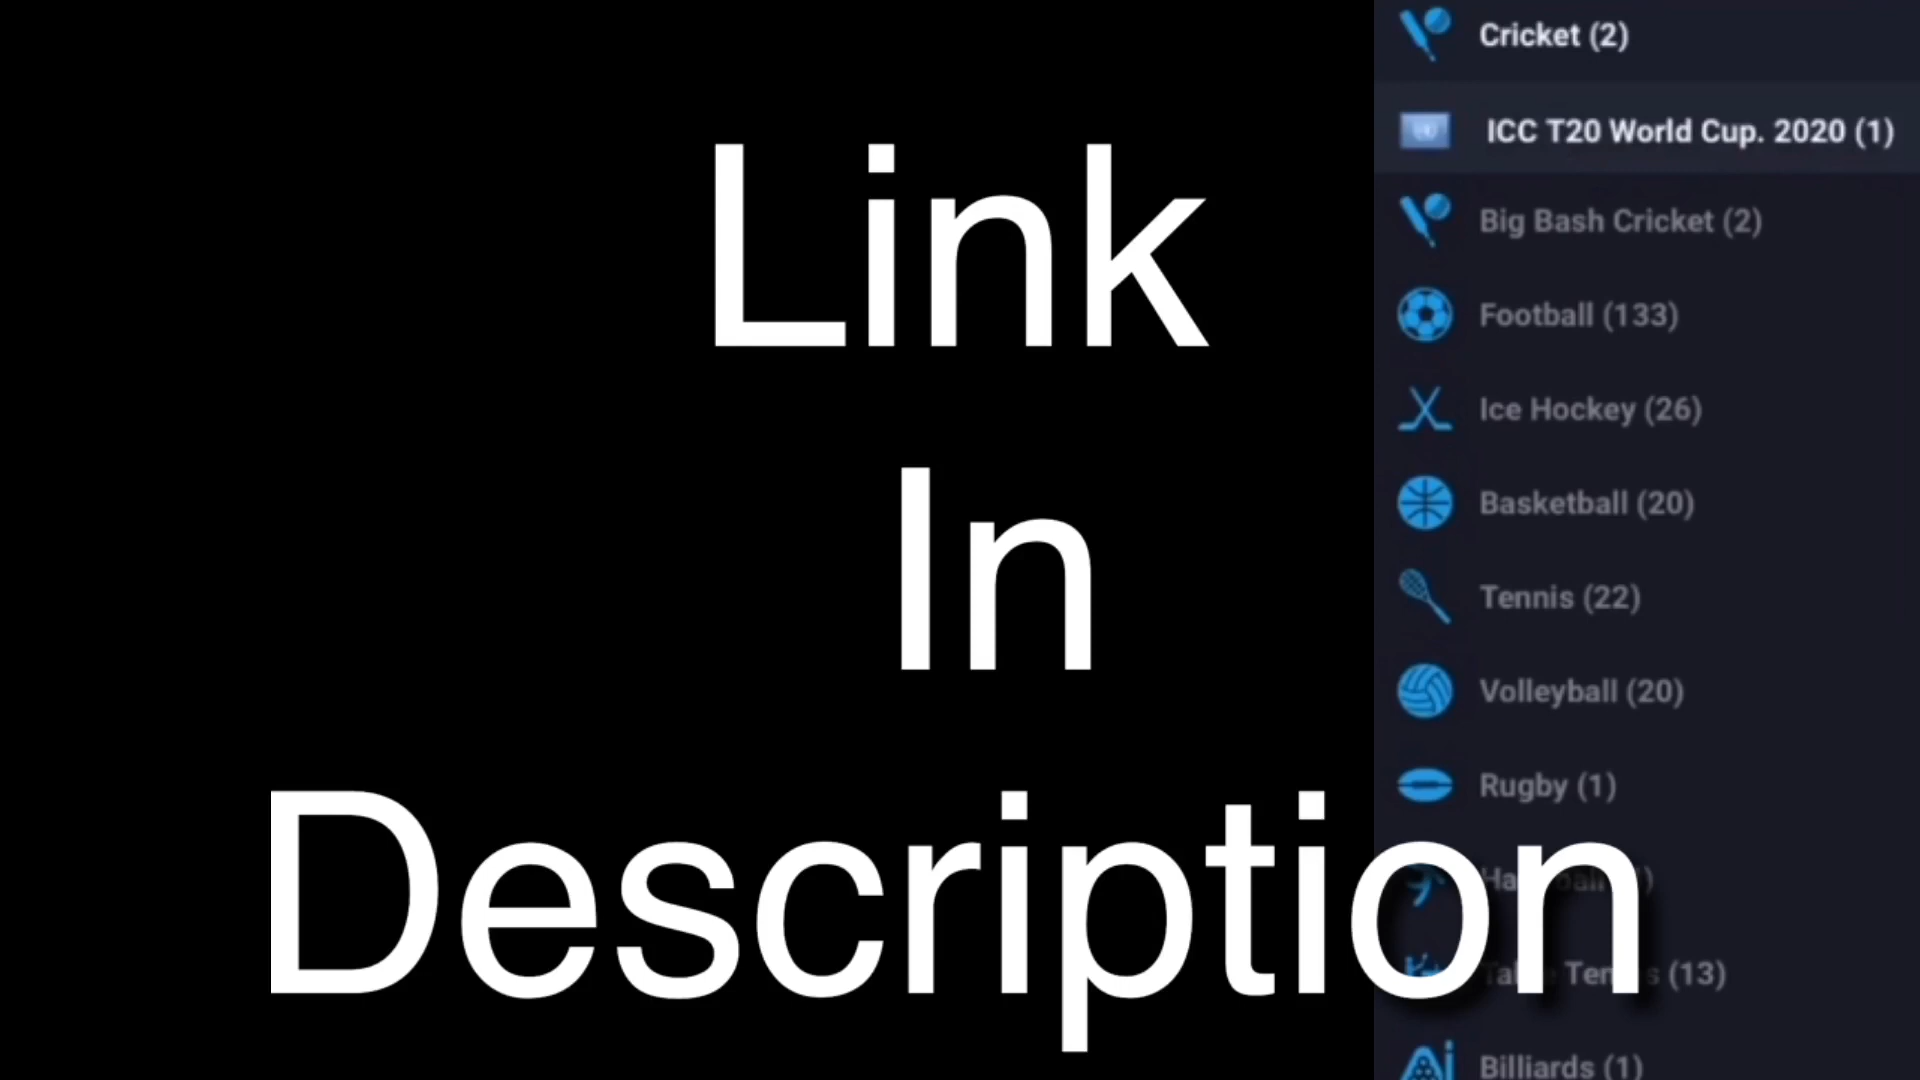 Link
In
Description
Cricket (2)
ICC T20 World Cup. 2020 (1)
Big Bash Cricket (2)
Football (133)
Ice Hockey (26)
Basketball (20)
Tennis (22)
Volleyball (20)
Rugby (1)
(13)
Billiards (1)